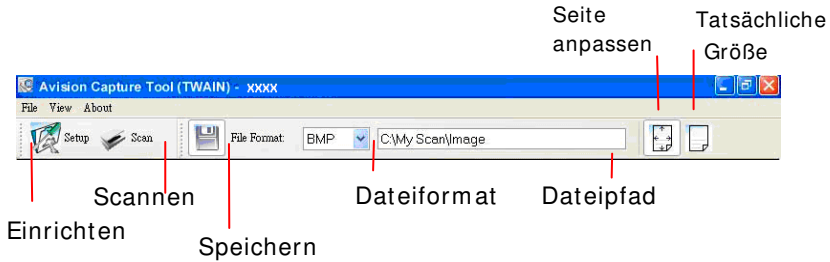 Seite anpassen
Tatsächliche Größe
Avision Capture Tool (TWAIN) - xxxx
File View About
Setup Scan File Format: BMP C:\My Scan\Image
Scannen Dateiformat Dateipfad
Einrichten
Speichern